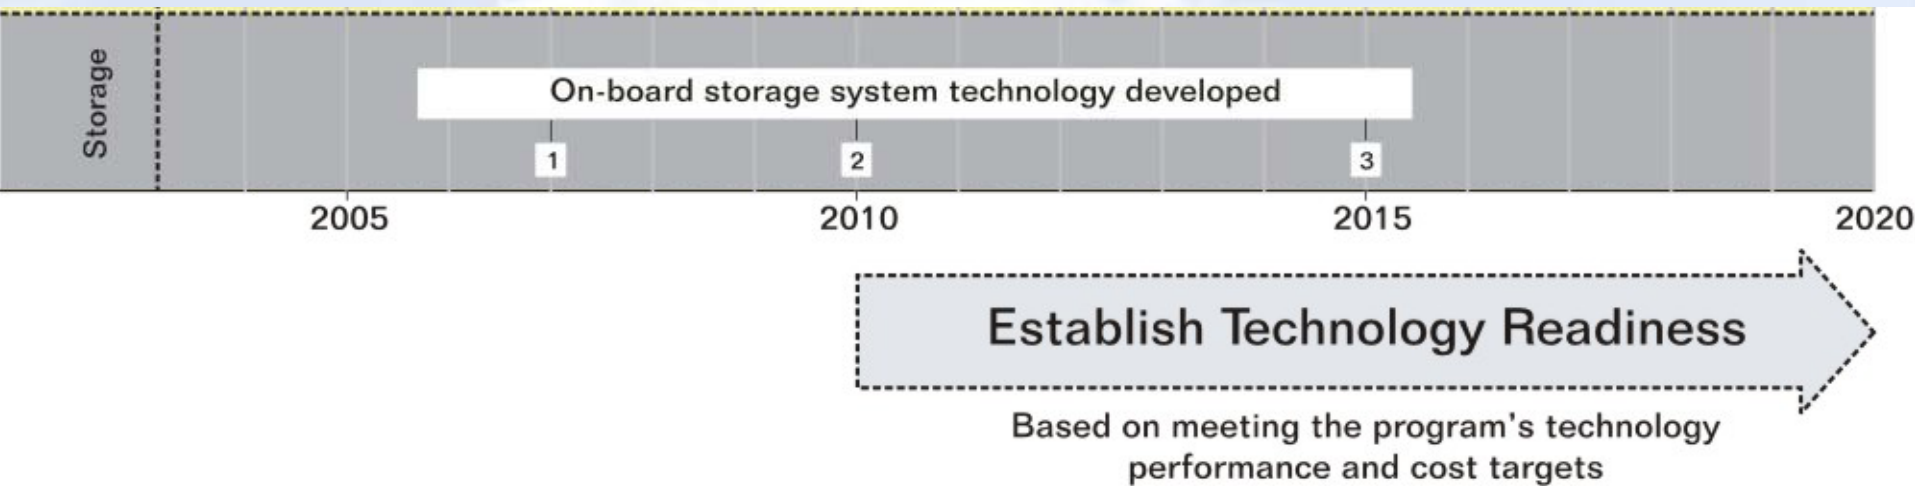 Storage
On-board storage system technology developed
1 2 3
2005 2010 2015 2020
Establish Technology Readiness
Based on meeting the program's technology
performance and cost targets